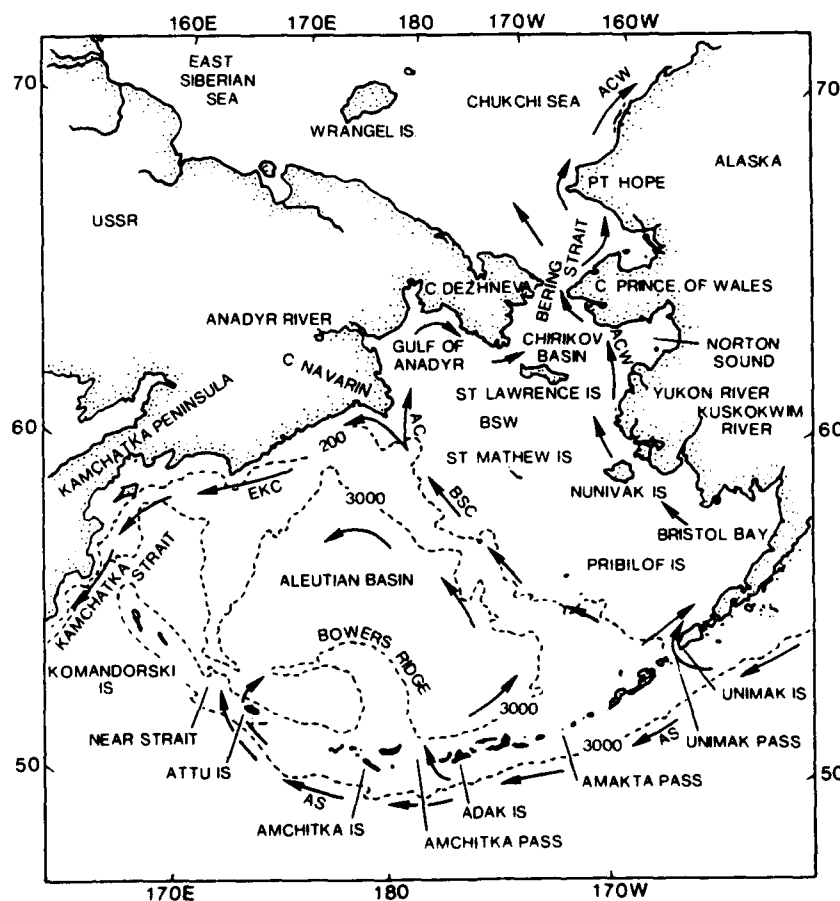 160E 170E 180 170W 160W
70
70
EAST
SIBERIAN
SEA
WRANGEL IS.
CHUKCHI SEA
ACW
ALASKA
PT HOPE
USSR
BERING
STRAIT
C. DEZHNEVA
C PRINCE OF WALES
ANADYR RIVER
GULF OF
ANADYR
CHIRIKOV
BASIN
ACW
NORTON
SOUND
C NAVARIN
ST LAWRENCE IS
YUKON RIVER
KUSKOKWIM
RIVER
KAMCHATKA PENINSULA
60
60
200
AC
BSW
ST MATHEW IS
EKC
3000
BSC
NUNIVAK IS
BRISTOL BAY
KAMCHATKA
STRAIT
ALEUTIAN BASIN
PRIBILOF IS
BOWERS
RIDGE
KOMANDORSKI
IS
3000
UNIMAK IS
NEAR STRAIT
3000
AS
UNIMAK PASS
50
50
ATTU IS
AMAKTA PASS
AS
ADAK IS
AMCHITKA IS
AMCHITKA PASS
170E 180 170W